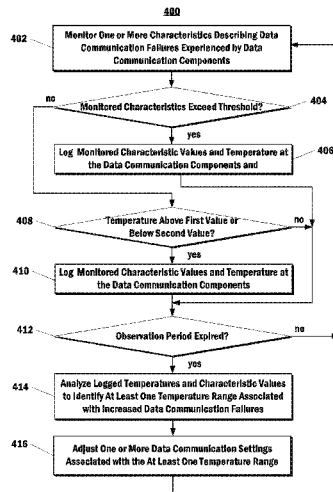 400
402
Monitor One or More Characteristics Describing Data
Communication Failures Experienced by Data
Communication Components
404
Monitored Characteristics Exceed Threshold?
no
yes
406
Log Monitored Characteristic Values and Temperature at
the Data Communication Components and
408
Temperature Above First Value or
Below Second Value?
no
yes
410
Log Monitored Characteristic Values and Temperature at
the Data Communication Components
412
Observation Period Expired?
no
yes
414
Analyze Logged Temperatures and Characteristic Values
to Identify At Least One Temperature Range Associated
with Increased Data Communication Failures
416
Adjust One or More Data Communication Settings
Associated with the At Least One Temperature Range